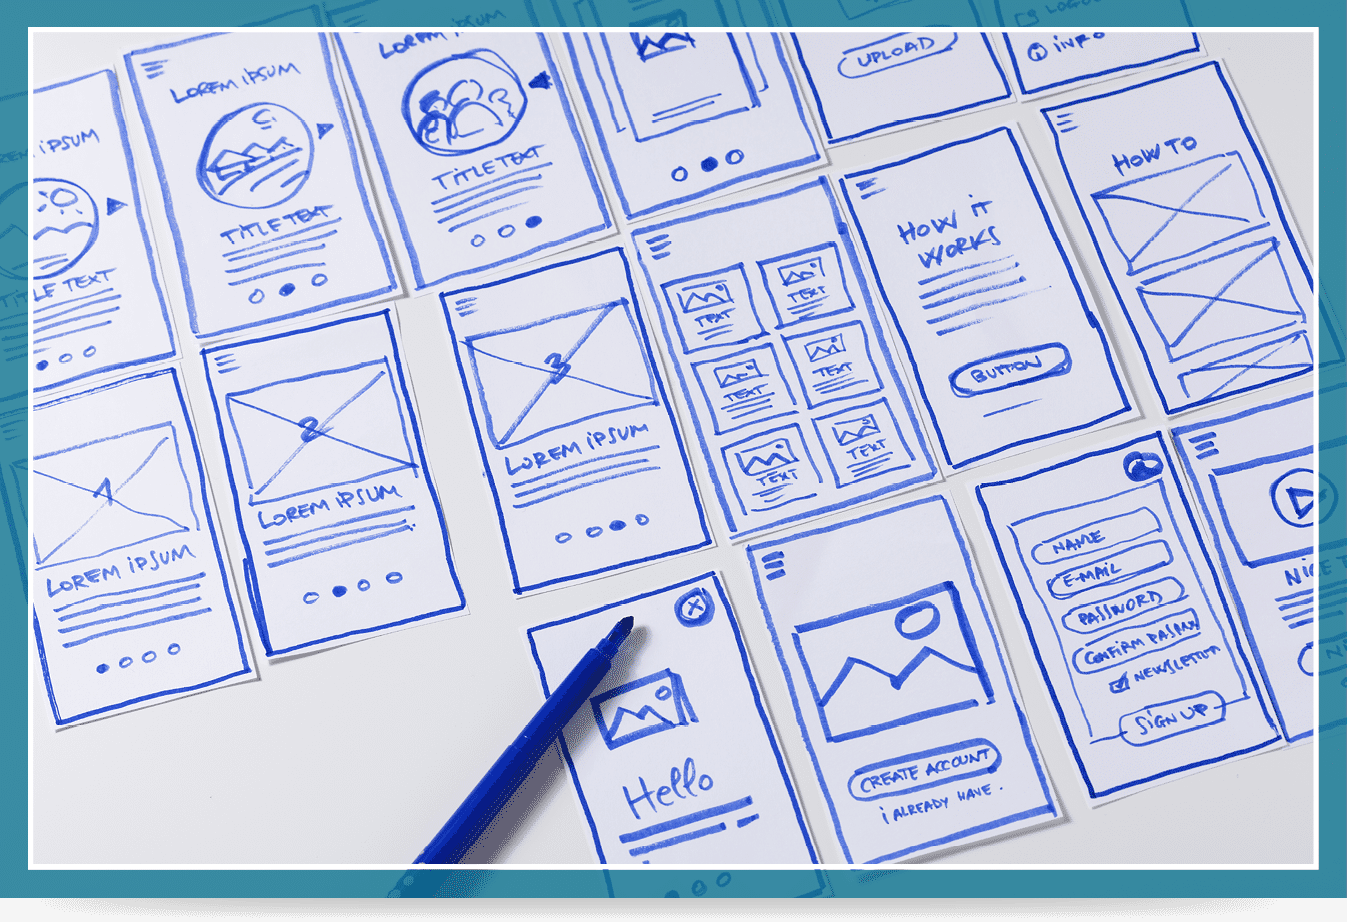 LOGOUT
INFO
UPLOAD
LOREM IPSUM
LOREM IPSUM
IPSUM
TITLE TEXT
TITLE TEXT
TITLE TEXT
HOW TO
HOW IT
WORKS
BUTTON
TEXT
TEXT
TEXT
TEXT
TEXT
TEXT
3
LOREM IPSUM
2
LOREM IPSUM
1
LOREM IPSUM
NAME
E-MAIL
PASSWORD
NEWSLETTER
SIGN UP
NICE
X
Hello
CREATE ACCOUNT
I ALREADY HAVE.